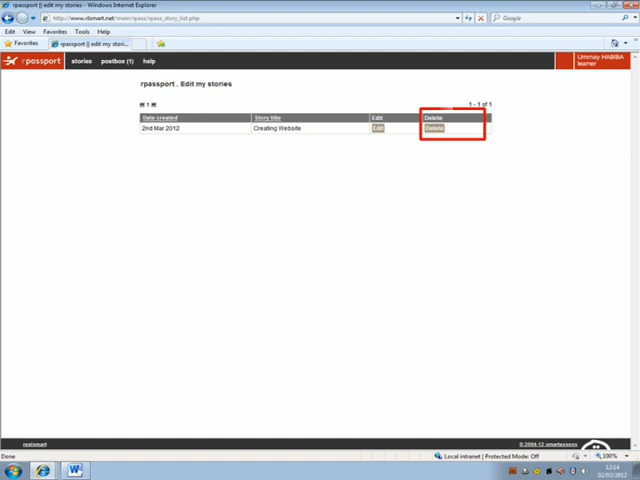 rpassport || edit my stories - Windows Internet Explorer
http://www.rlsmart.net/main/rpass/rpass_story_list.php
Google
Edit View Favorites Tools Help
Favorites rpassport || edit my stori...
rpassport stories postbox (1) help Ummay HABIBA
learner
rpassport . Edit my stories
1 1 - 1 of 1
Date created Story title Edit Delete
2nd Mar 2012 Creating Website Edit Delete
realsmart © 2004-12 smartassess
Done Local intranet | Protected Mode: Off 100%
13:14
02/03/2012